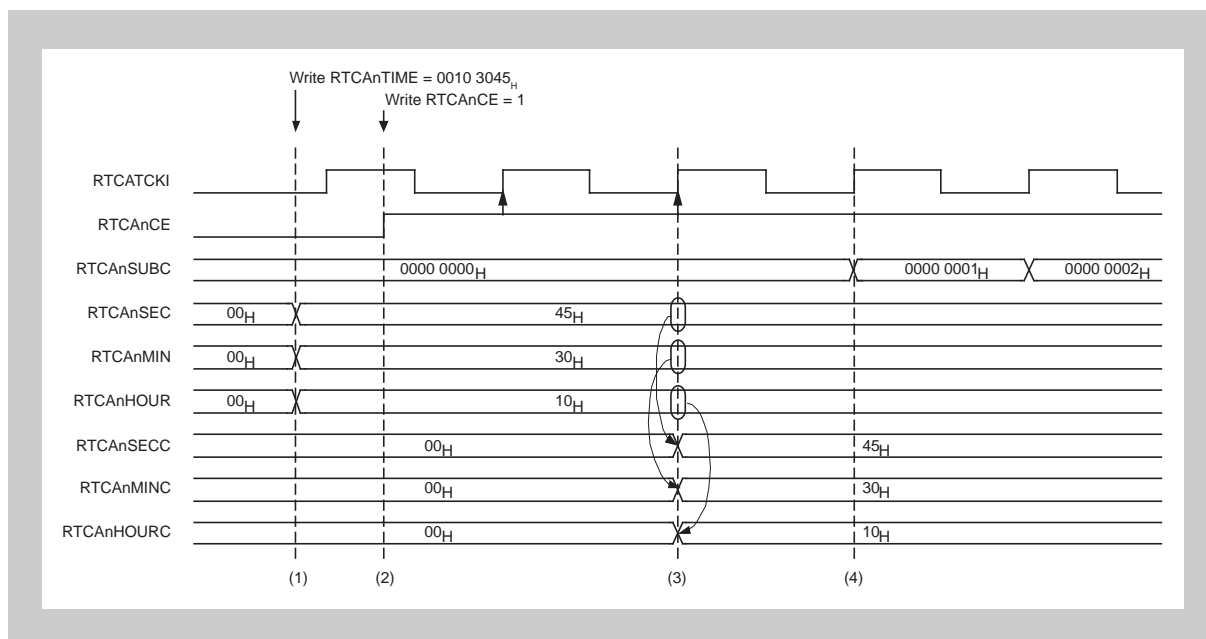 Write RTCAnTIME = 0010 3045H
Write RTCAnCE = 1
RTCATCKI
RTCAnCE
RTCAnSUBC 0000 0000H 0000 0001H 0000 0002H
RTCAnSEC 00H 45H
RTCAnMIN 00H 30H
RTCAnHOUR 00H 10H
RTCAnSECC 00H 45H
RTCAnMINC 00H 30H
RTCAnHOURC 00H 10H
(1) (2) (3) (4)